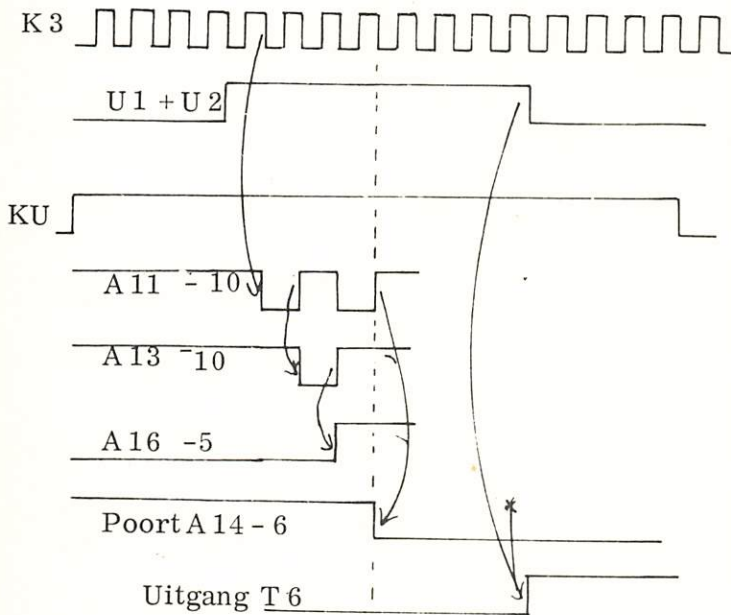 K3
U1 + U2
KU
A11 - 10
A13 - 10
A16 - 5
Poort A14 - 6
Uitgang T6